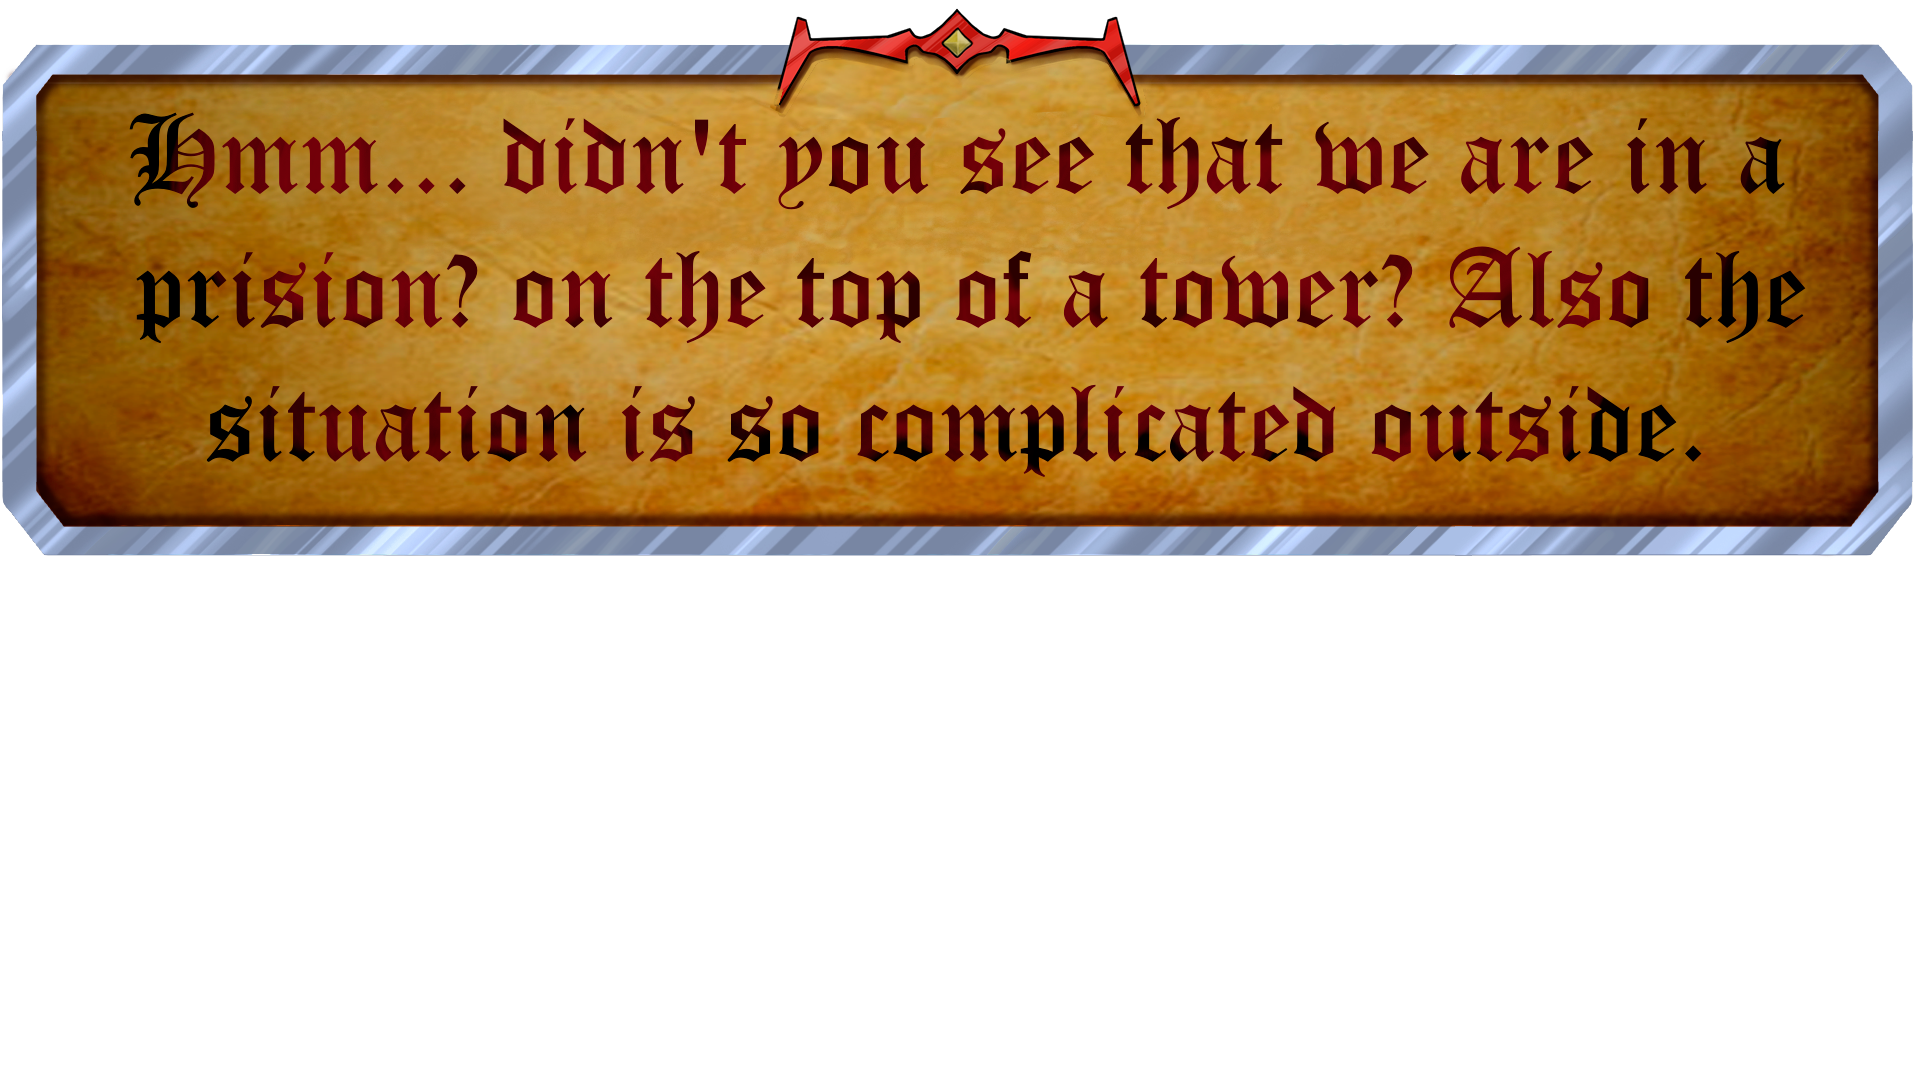 Hmm... didn't you see that we are in a
prision? on the top of a tower? Also the
situation is so complicated outside.